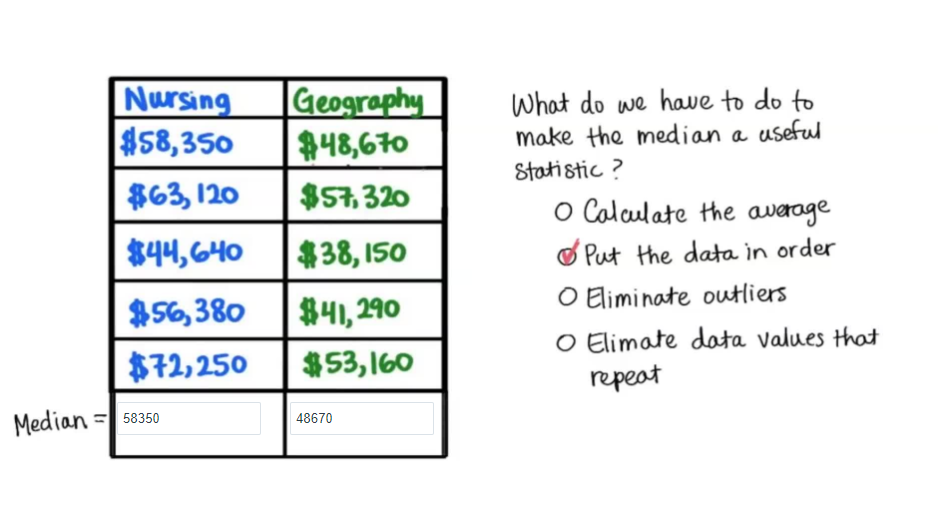 Nursing Geography
$58,350 $48,670
$63,120 $57,320
$44,640 $38,150
$56,380 $41,290
$72,250 $53,160
Median = 58350 48670
What do we have to do to
make the median a useful
statistic?
Calculate the average
Put the data in order
Eliminate outliers
Elimate data values that
repeat